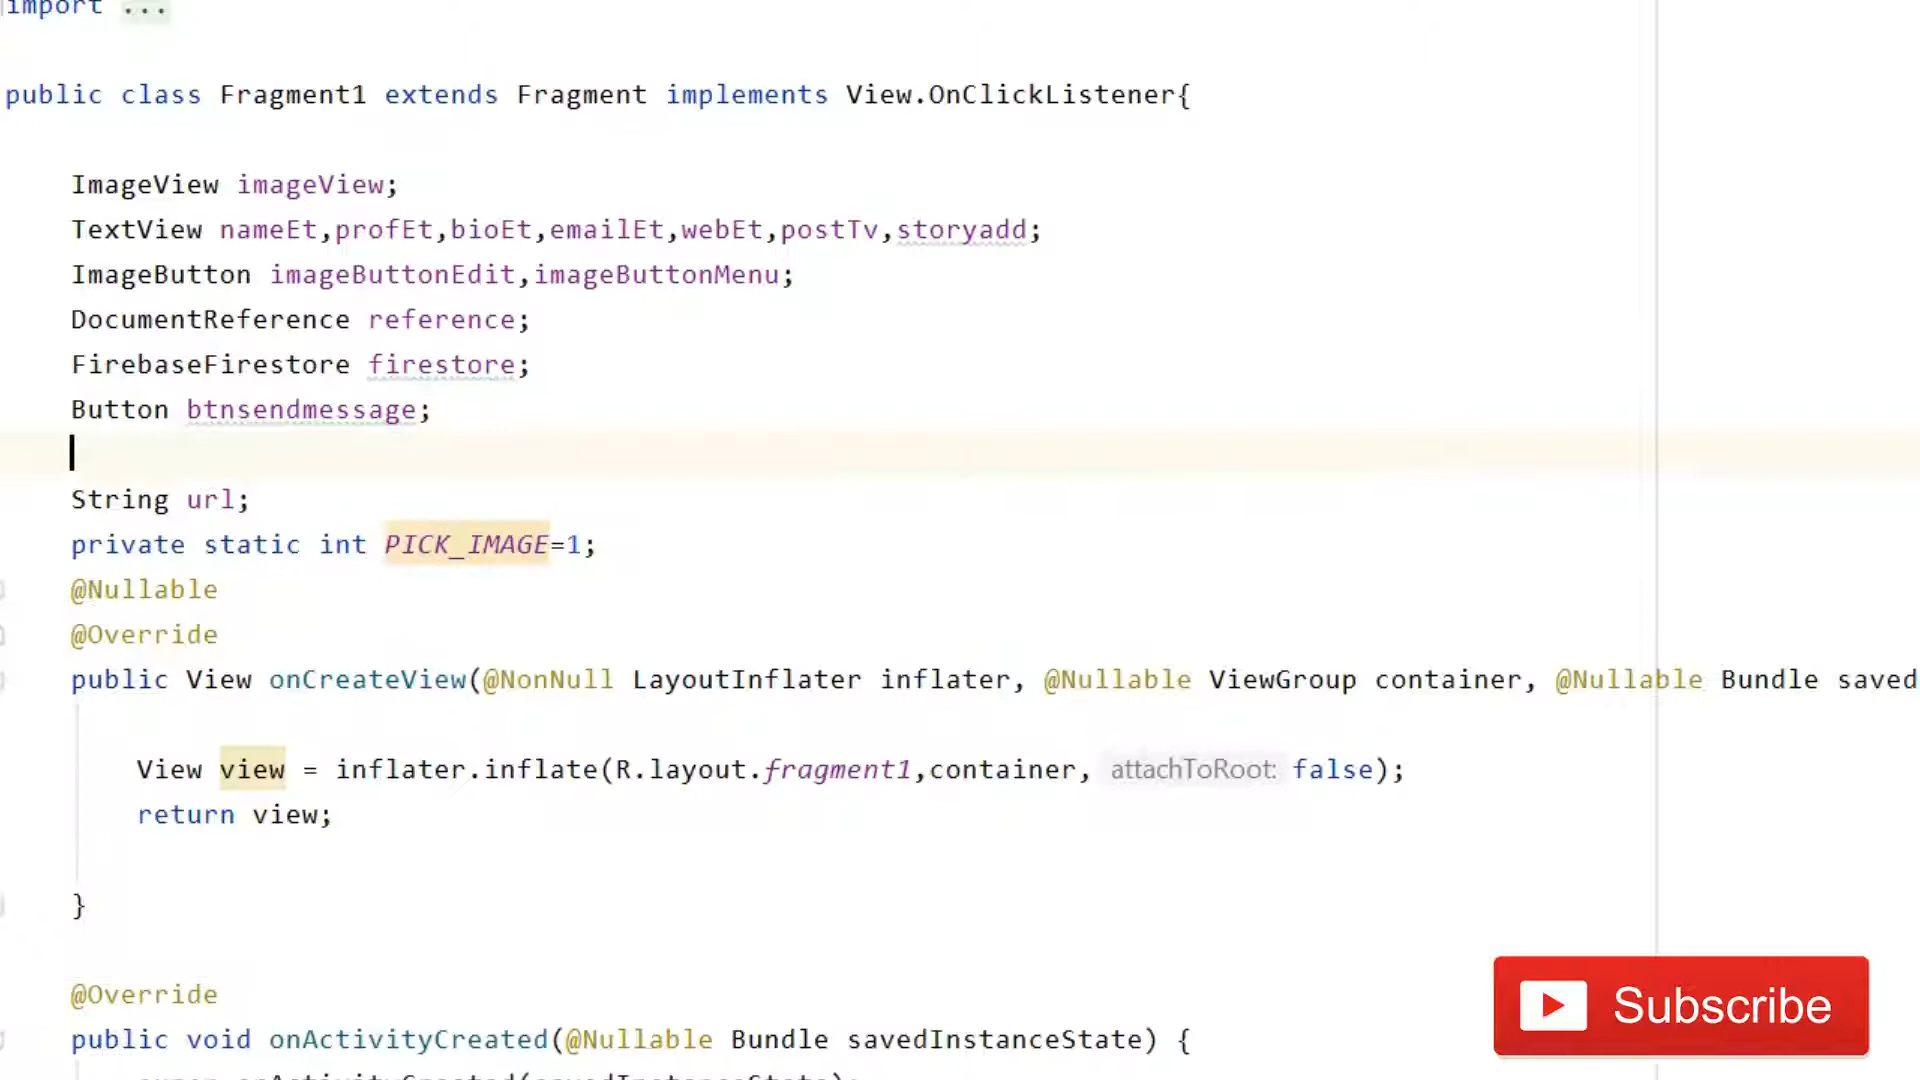 import ...
public class Fragment1 extends Fragment implements View.OnClickListener{
ImageView imageView;
TextView nameEt,profEt,bioEt,emailEt,webEt,postTv,storyadd;
ImageButton imageButtonEdit,imageButtonMenu;
DocumentReference reference;
FirebaseFirestore firestore;
Button btnsendmessage;
String url;
private static int PICK_IMAGE=1;
@Nullable
@Override
public View onCreateView(@NonNull LayoutInflater inflater, @Nullable ViewGroup container, @Nullable Bundle saved
View view = inflater.inflate(R.layout.fragment1,container, attachToRoot: false);
return view;
}
@Override
public void onActivityCreated(@Nullable Bundle savedInstanceState) {
super.onActivityCreated(savedInstanceState);
Subscribe